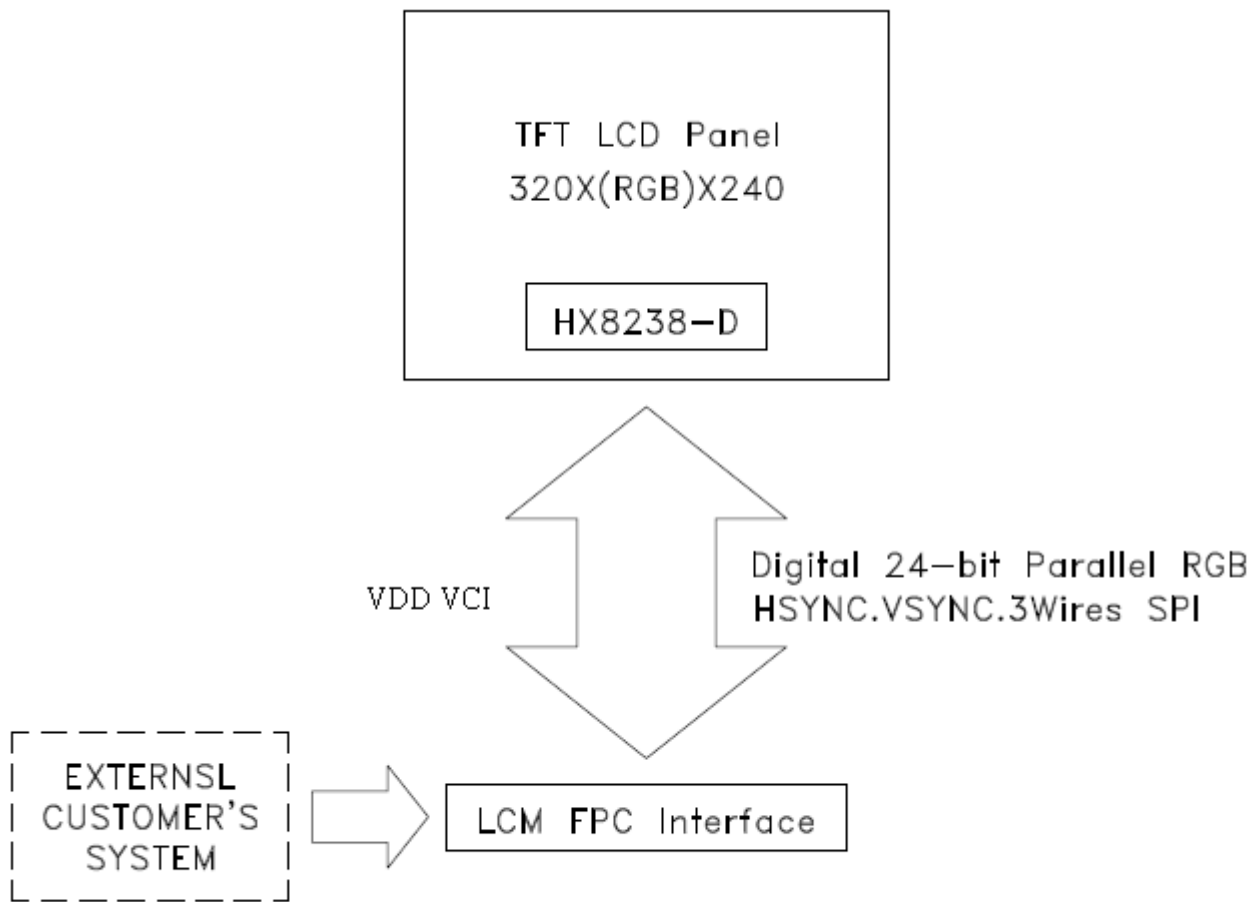 TFT LCD Panel
320X(RGB)X240
HX8238-D
VDD VCI
Digital 24-bit Parallel RGB
HSYNC.VSYNC.3Wires SPI
EXTERNSL
CUSTOMER'S
SYSTEM
LCM FPC Interface